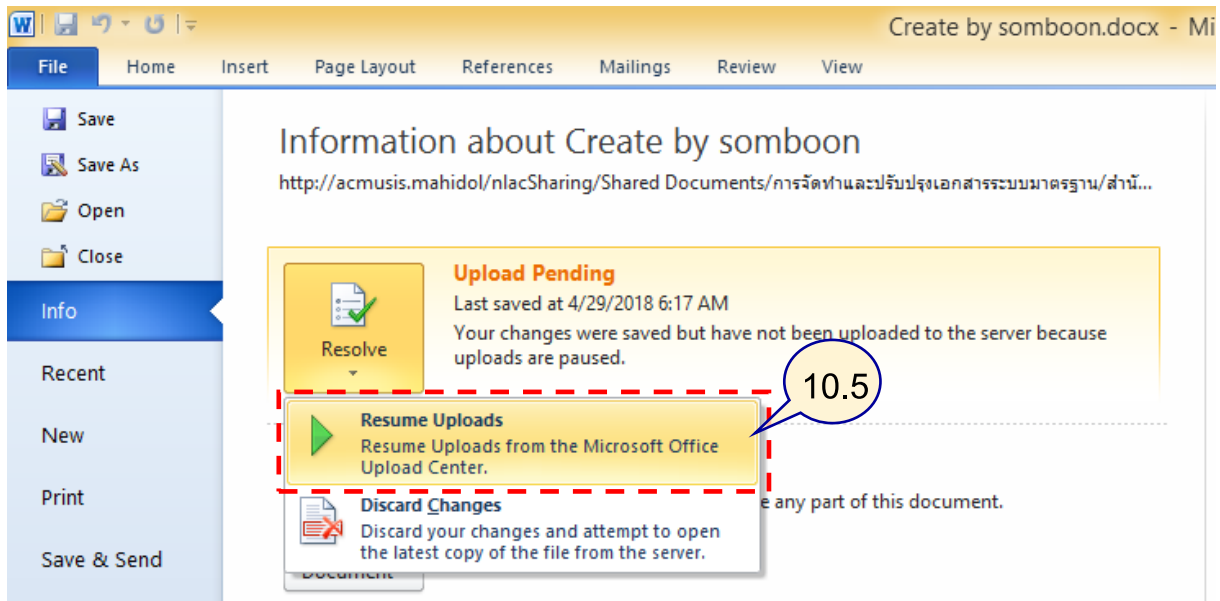 Create by somboon.docx - Mi
File Home Insert Page Layout References Mailings Review View
Save
Save As
Open
Close
Info
Recent
New
Print
Save & Send
Information about Create by somboon
http://acmusis.mahidol/nlacSharing/Shared Documents/การจัดทำและปรับปรุงเอกสารระบบมาตรฐาน/สำนั...
Resolve
Upload Pending
Last saved at 4/29/2018 6:17 AM
Your changes were saved but have not been uploaded to the server because
uploads are paused.
10.5
Resume Uploads
Resume Uploads from the Microsoft Office
Upload Center.
Discard Changes
Discard your changes and attempt to open
the latest copy of the file from the server.
e any part of this document.
Document